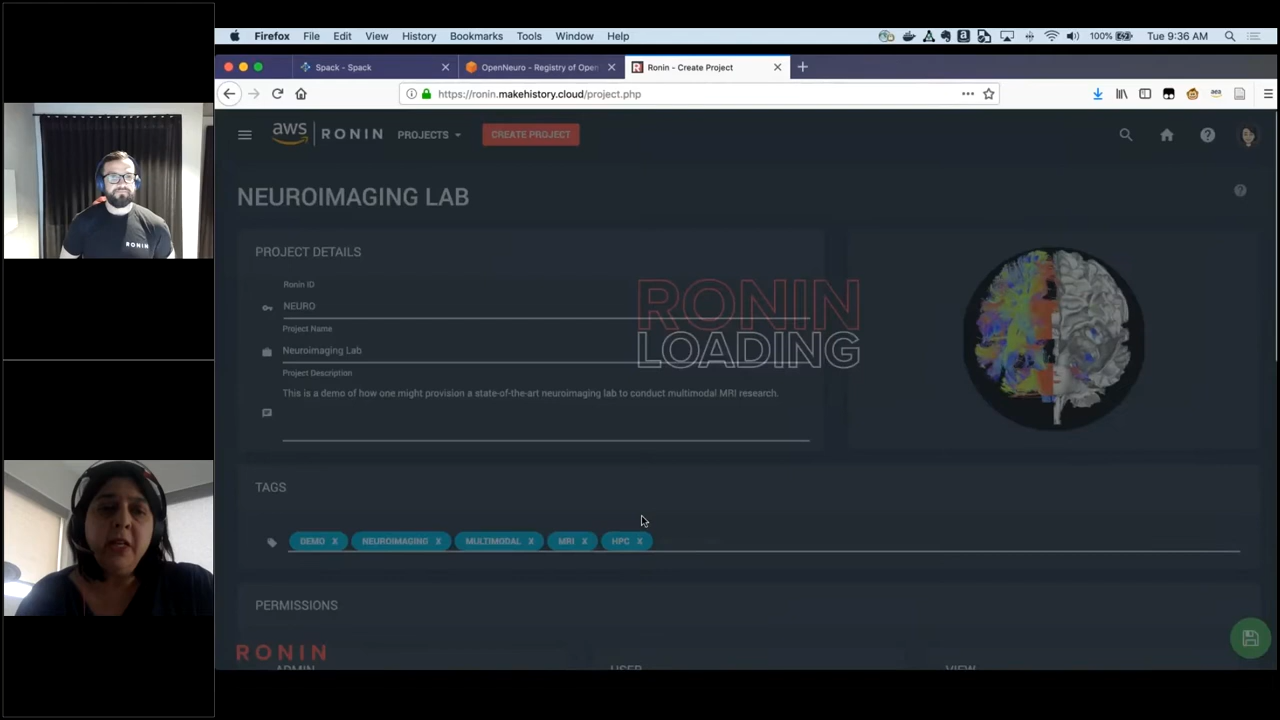 Firefox File Edit View History Bookmarks Tools Window Help 100% Tue 9:36 AM
Spack - Spack
OpenNeuro - Registry of Open
Ronin - Create Project
https://ronin.makehistory.cloud/project.php
aws RONIN PROJECTS CREATE PROJECT
NEUROIMAGING LAB
PROJECT DETAILS
Ronin ID
NEURO
Project Name
Neuroimaging Lab
Project Description
This is a demo of how one might provision a state-of-the-art neuroimaging lab to conduct multimodal MRI research.
RONIN
LOADING
TAGS
DEMO X NEUROIMAGING X MULTIMODAL X MRI X HPC X
PERMISSIONS
RONIN
ADMIN USER VIEW
RONIN